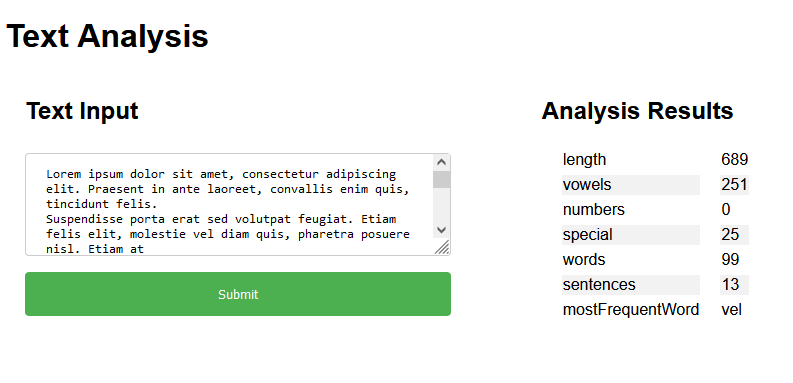 Text Analysis
Text Input
Lorem ipsum dolor sit amet, consectetur adipiscing
elit. Praesent in ante laoreet, convallis enim quis,
tincidunt felis.
Suspendisse porta erat sed volutpat feugiat. Etiam
felis elit, molestie vel diam quis, pharetra posuere
nisl. Etiam at
Submit
Analysis Results
length 689
vowels 251
numbers 0
special 25
words 99
sentences 13
mostFrequentWord vel